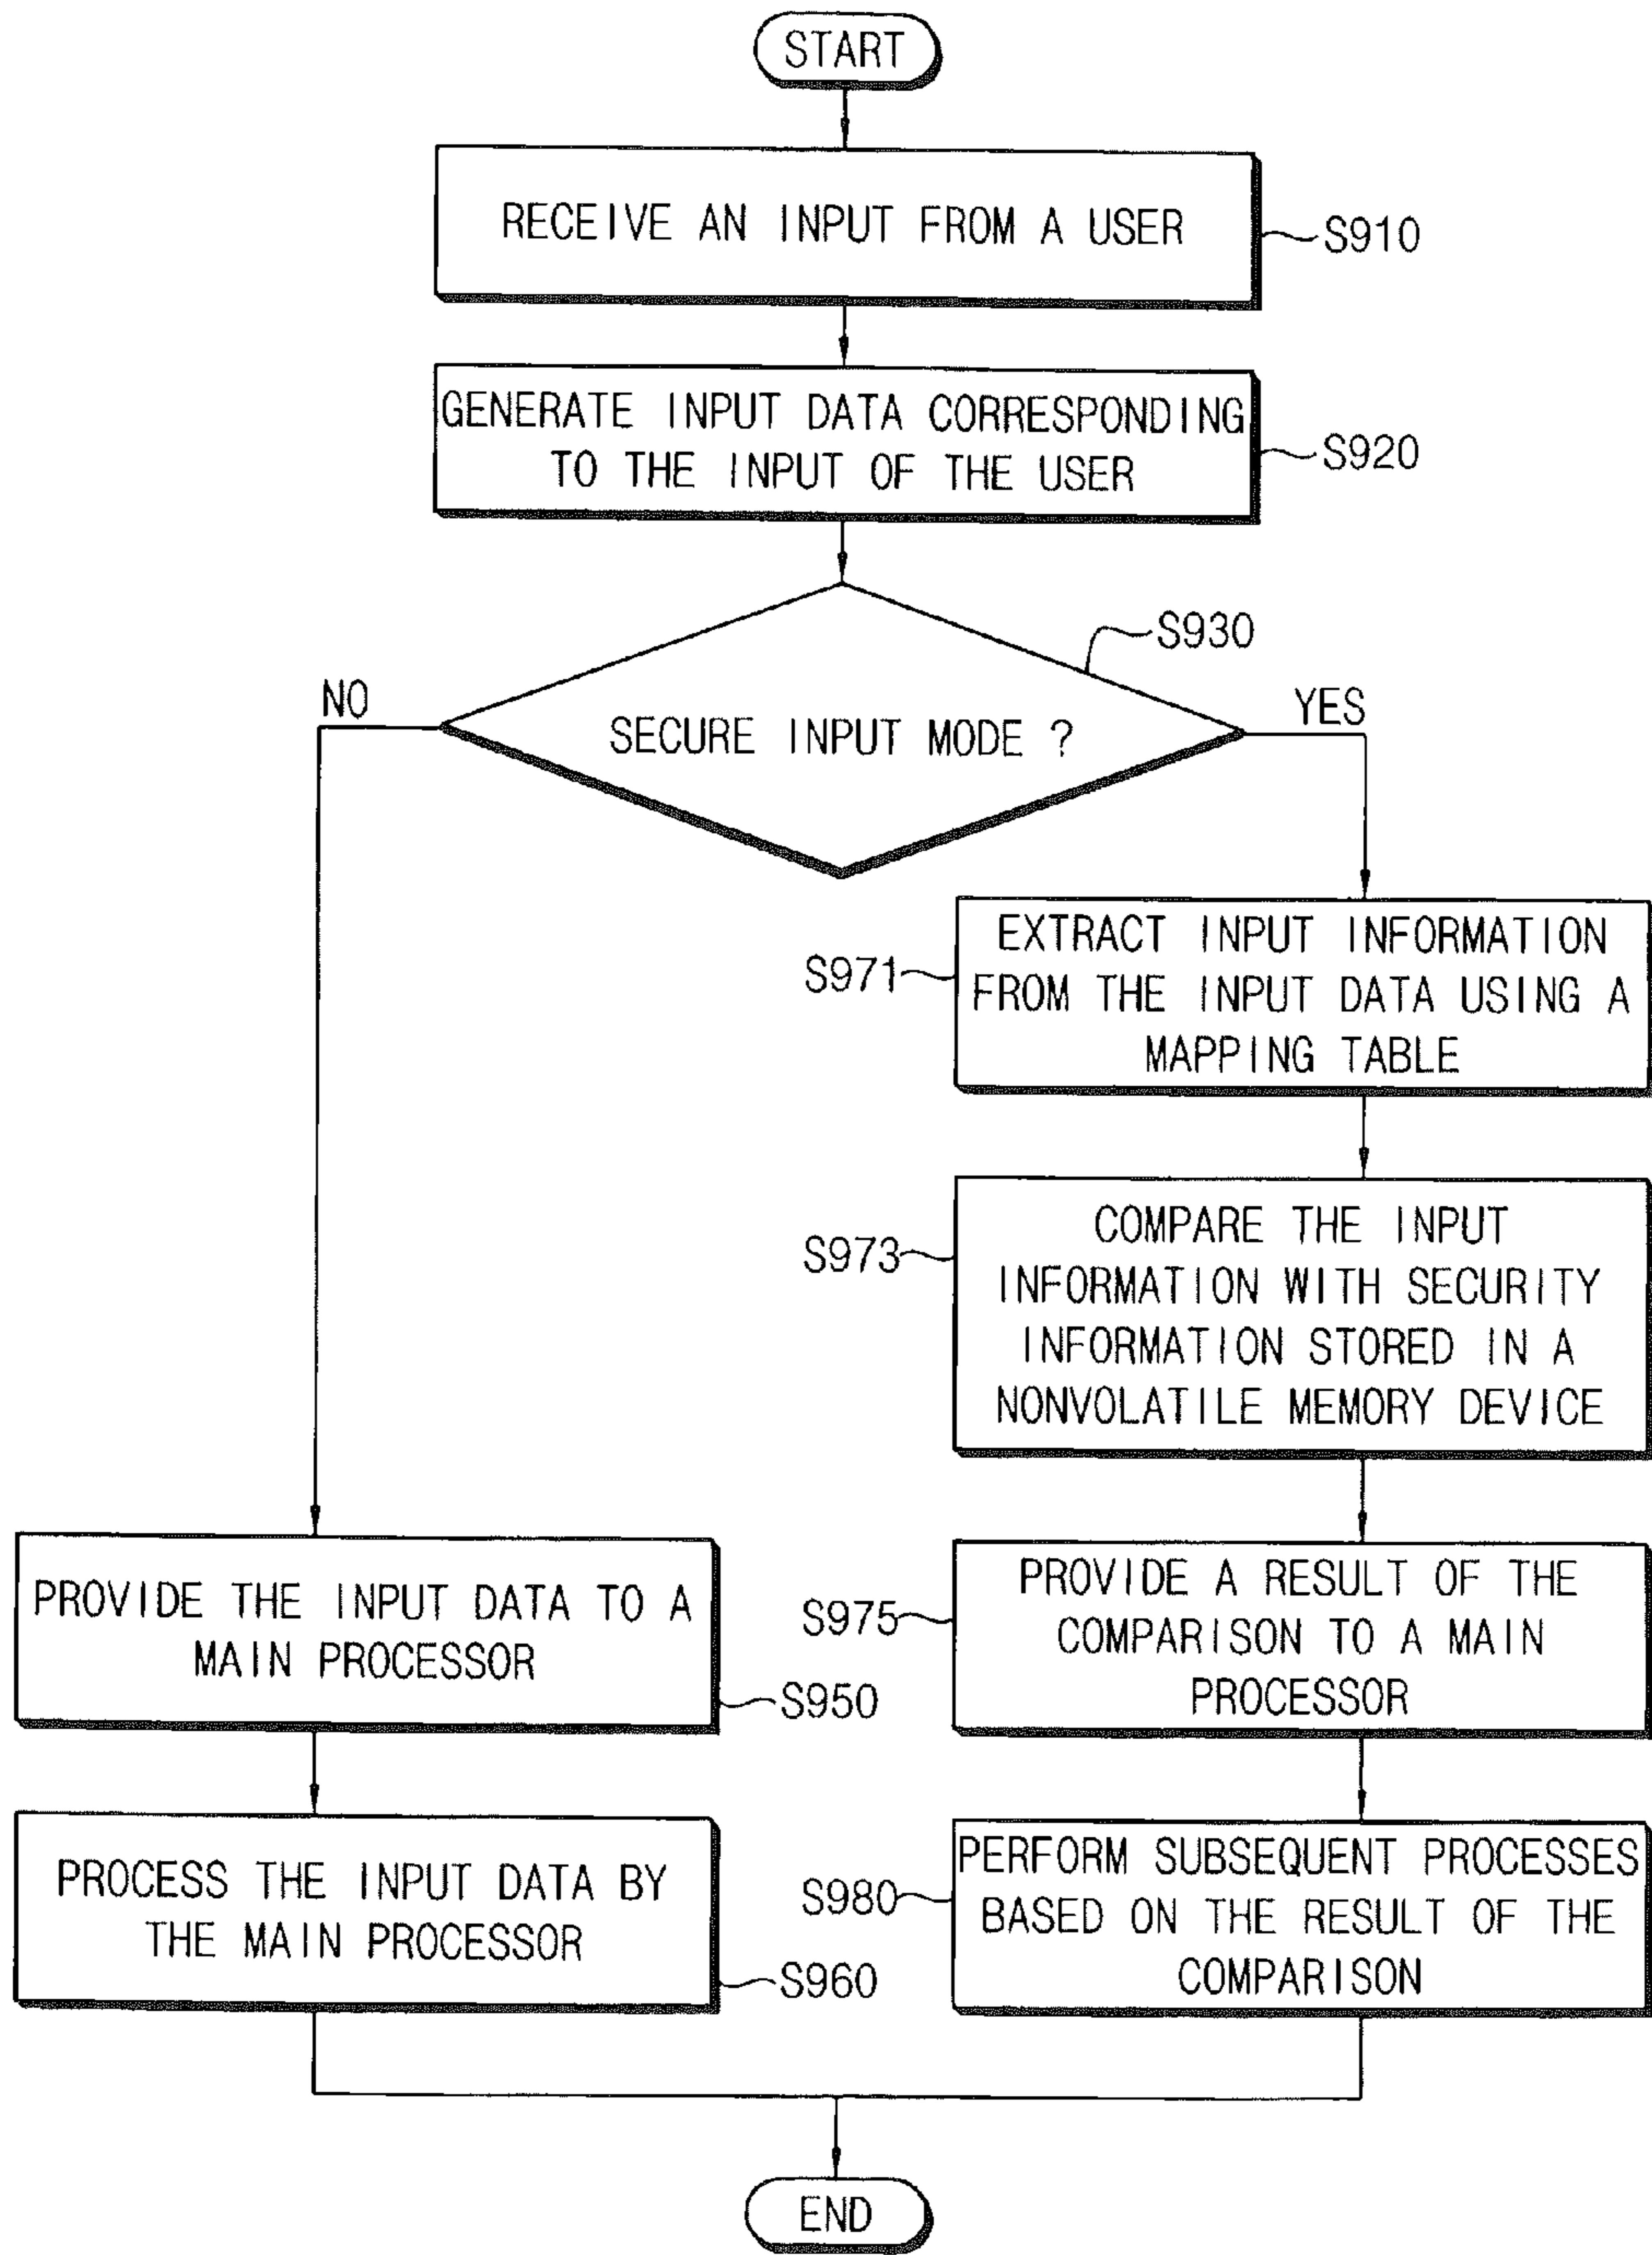 START
RECEIVE AN INPUT FROM A USER
S910
GENERATE INPUT DATA CORRESPONDING
TO THE INPUT OF THE USER
S920
S930
NO
YES
SECURE INPUT MODE ?
EXTRACT INPUT INFORMATION
FROM THE INPUT DATA USING A
MAPPING TABLE
S971
COMPARE THE INPUT
INFORMATION WITH SECURITY
INFORMATION STORED IN A
NONVOLATILE MEMORY DEVICE
S973
PROVIDE THE INPUT DATA TO A
MAIN PROCESSOR
S950
PROVIDE A RESULT OF THE
COMPARISON TO A MAIN
PROCESSOR
S975
PROCESS THE INPUT DATA BY
THE MAIN PROCESSOR
S960
PERFORM SUBSEQUENT PROCESSES
BASED ON THE RESULT OF THE
COMPARISON
S980
END